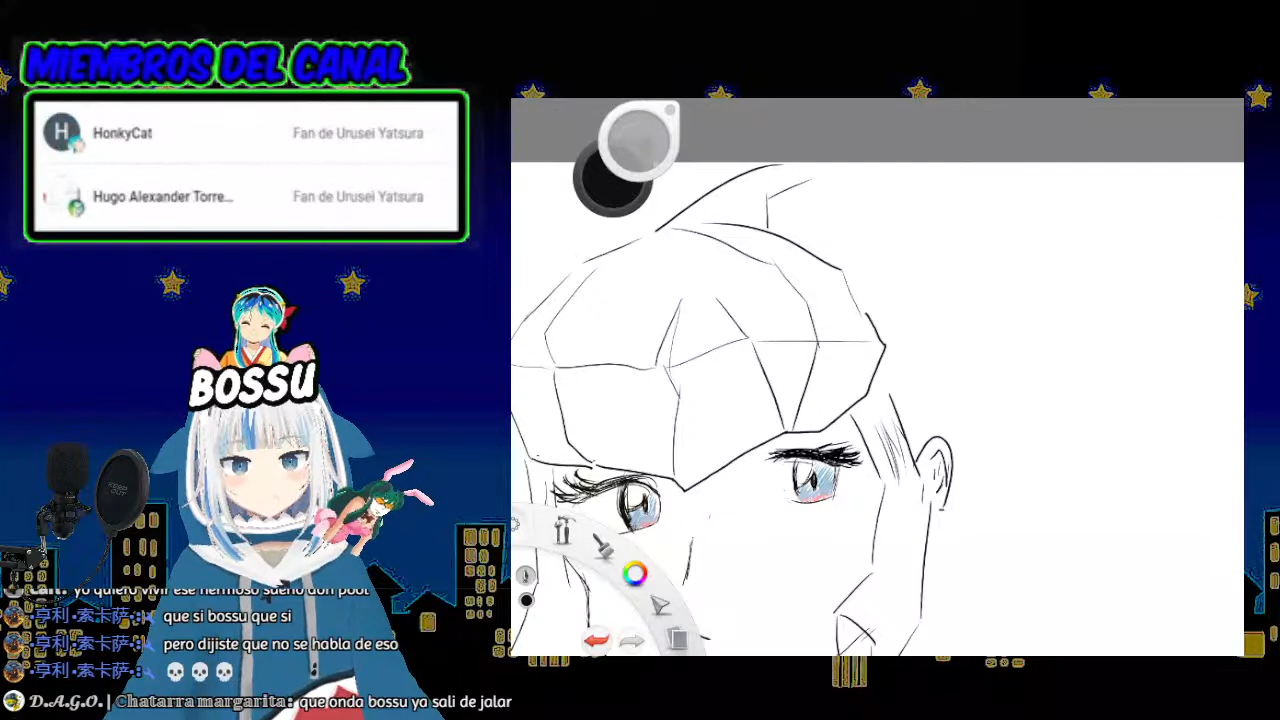 MIEMBROS DEL CANAL
H HonkyCat Fan de Urusei Yatsura
Hugo Alexander Torre... Fan de Urusei Yatsura
BOSSU
KEEP OUT
yo quiero vivir ese hermoso sueño don pool
亨利•索卡萨•: que si bossu que si
亨利•索卡萨•: pero dijiste que no se habla de eso
亨利•索卡萨•: 💀 💀 💀
D.A.G.O. | Chatarra margarita: que onda bossu ya sali de jalar